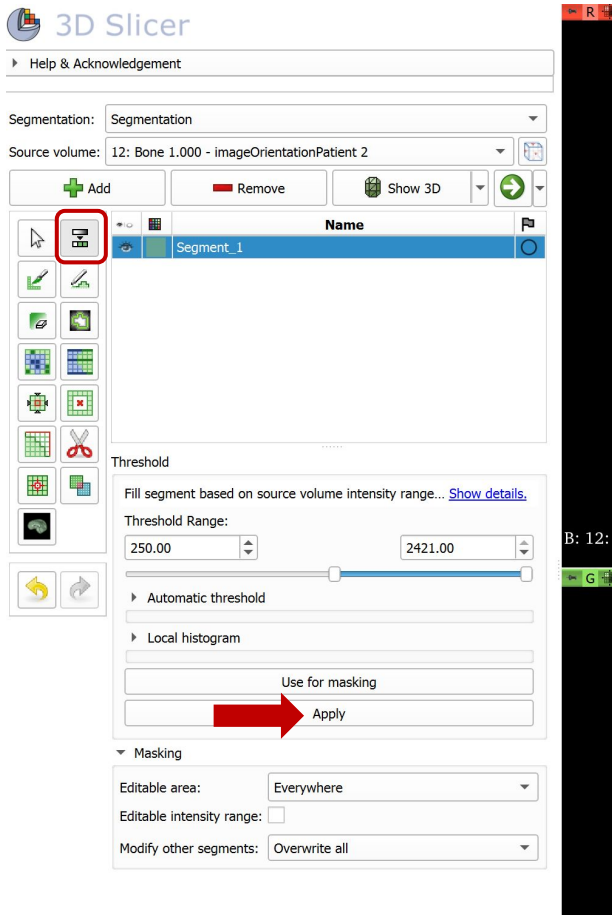 3D Slicer
R
Help & Acknowledgement
Segmentation: Segmentation
Source volume: 12: Bone 1.000 - imageOrientationPatient 2
Add Remove Show 3D
Name
Segment_1
Threshold
Fill segment based on source volume intensity range... Show details.
Threshold Range:
250.00 2421.00
B: 12:
G
Automatic threshold
Local histogram
Use for masking
Apply
Masking
Editable area: Everywhere
Editable intensity range:
Modify other segments: Overwrite all